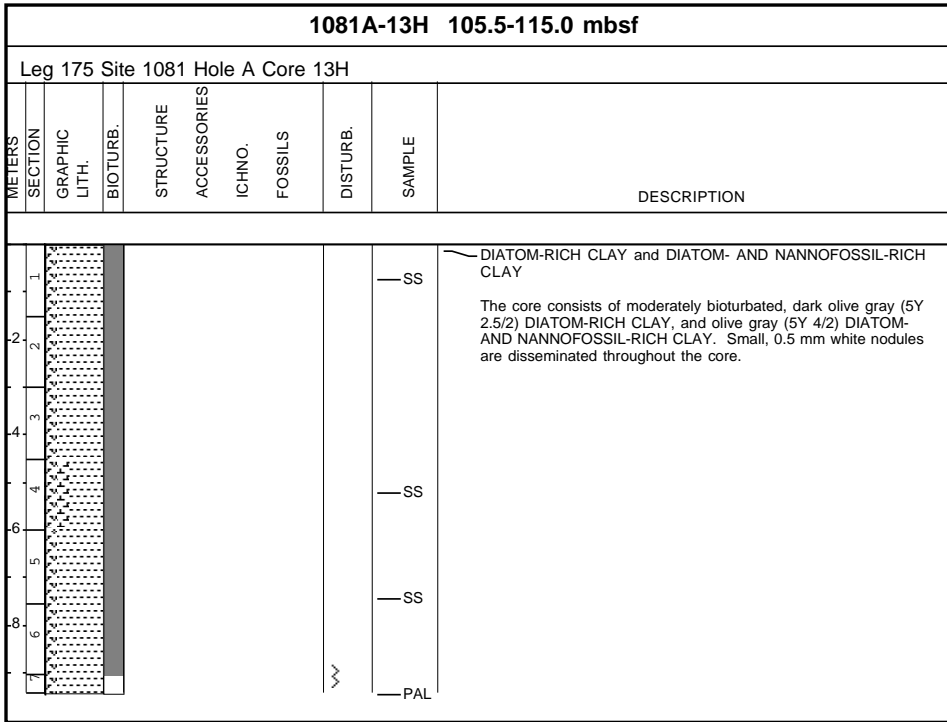 1081A-13H 105.5-115.0 mbsf
Leg 175 Site 1081 Hole A Core 13H
METERS
SECTION
GRAPHIC
LITH.
BIOTURB.
STRUCTURE
ACCESSORIES
ICHNO.
FOSSILS
DISTURB.
SAMPLE
DESCRIPTION
1
2
3
4
5
6
7
2
4
6
8
SS
SS
SS
PAL
DIATOM-RICH CLAY and DIATOM- AND NANNOFOSSIL-RICH
CLAY
The core consists of moderately bioturbated, dark olive gray (5Y
2.5/2) DIATOM-RICH CLAY, and olive gray (5Y 4/2) DIATOM-
AND NANNOFOSSIL-RICH CLAY. Small, 0.5 mm white nodules
are disseminated throughout the core.